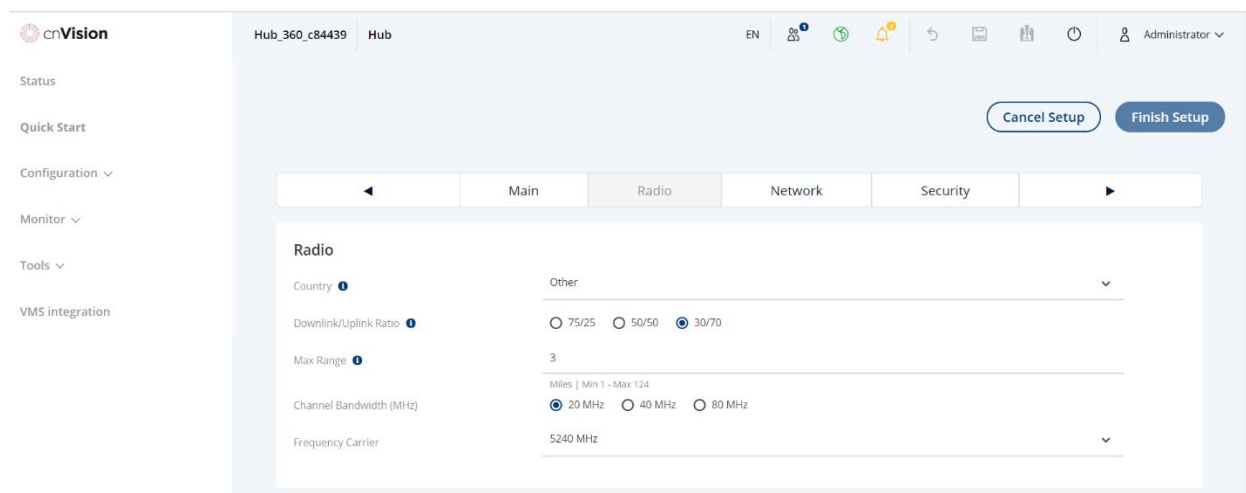 cnVision
Hub_360_c84439 Hub EN 1 2 Administrator
Status
Quick Start
Configuration
Monitor
Tools
VMS integration
Cancel Setup Finish Setup
Main Radio Network Security
Radio
Country Other
Downlink/Uplink Ratio 75/25 50/50 30/70
Max Range 3
Miles | Min 1 - Max 124
Channel Bandwidth (MHz) 20 MHz 40 MHz 80 MHz
Frequency Carrier 5240 MHz